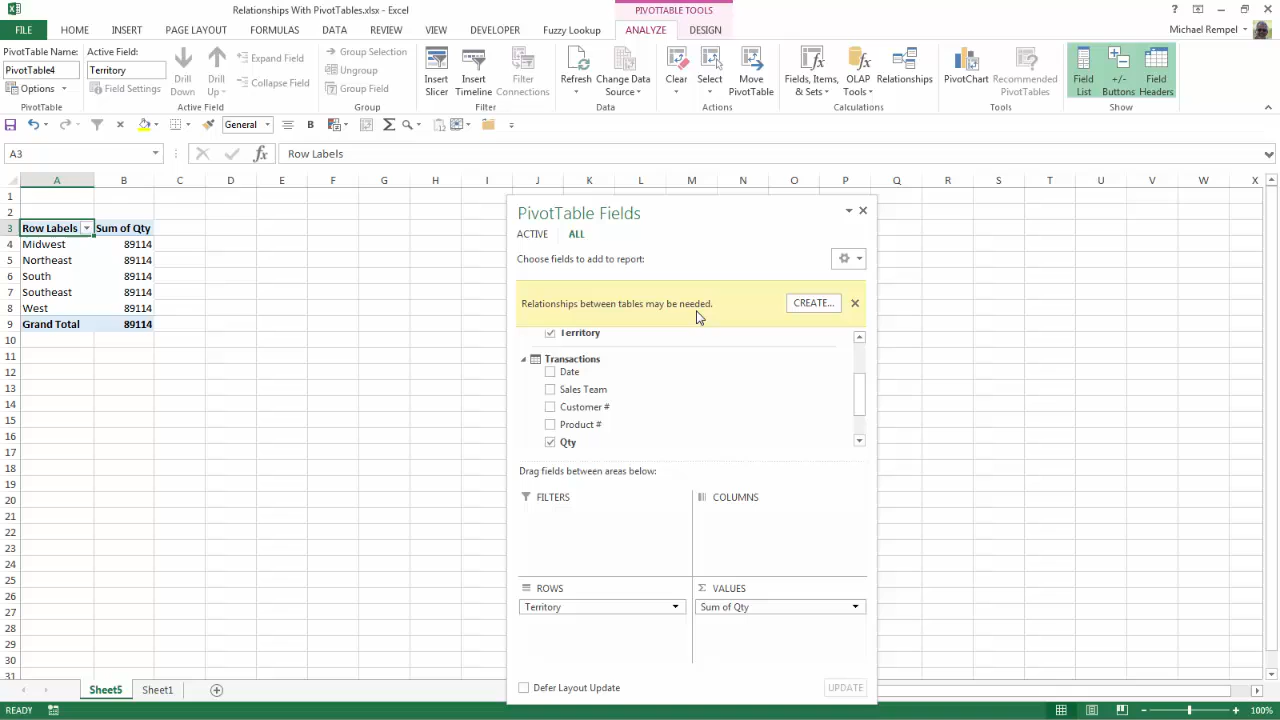 Relationships With PivotTables.xlsx - Excel
PIVOTTABLE TOOLS
?
FILE HOME INSERT PAGE LAYOUT FORMULAS DATA REVIEW VIEW DEVELOPER Fuzzy Lookup ANALYZE DESIGN
Michael Rempel
PivotTable Name:
PivotTable4
Options
PivotTable
Active Field:
Territory
Field Settings
Drill Down
Drill Up
Expand Field
Collapse Field
Active Field
Group Selection
Ungroup
Group Field
Group
Insert Slicer
Insert Timeline
Filter Connections
Filter
Refresh
Change Data Source
Data
Clear
Select
Move PivotTable
Actions
Fields, Items, & Sets
OLAP Tools
Relationships
Calculations
PivotChart
Recommended PivotTables
Tools
Field List
+/- Buttons
Field Headers
Show
General
B
A3
fx
Row Labels
A B C D E F G H I J K L M N O P Q R S T U V W X
1
2
3 Row Labels Sum of Qty
4 Midwest 89114
5 Northeast 89114
6 South 89114
7 Southeast 89114
8 West 89114
9 Grand Total 89114
10
11
12
13
14
15
16
17
18
19
20
21
22
23
24
25
26
27
28
29
30
31
PivotTable Fields
ACTIVE ALL
Choose fields to add to report:
Relationships between tables may be needed.
CREATE...
Territory
Transactions
Date
Sales Team
Customer #
Product #
Qty
Drag fields between areas below:
FILTERS
COLUMNS
ROWS
Σ VALUES
Territory
Sum of Qty
Defer Layout Update
UPDATE
Sheet5 Sheet1
READY
100%